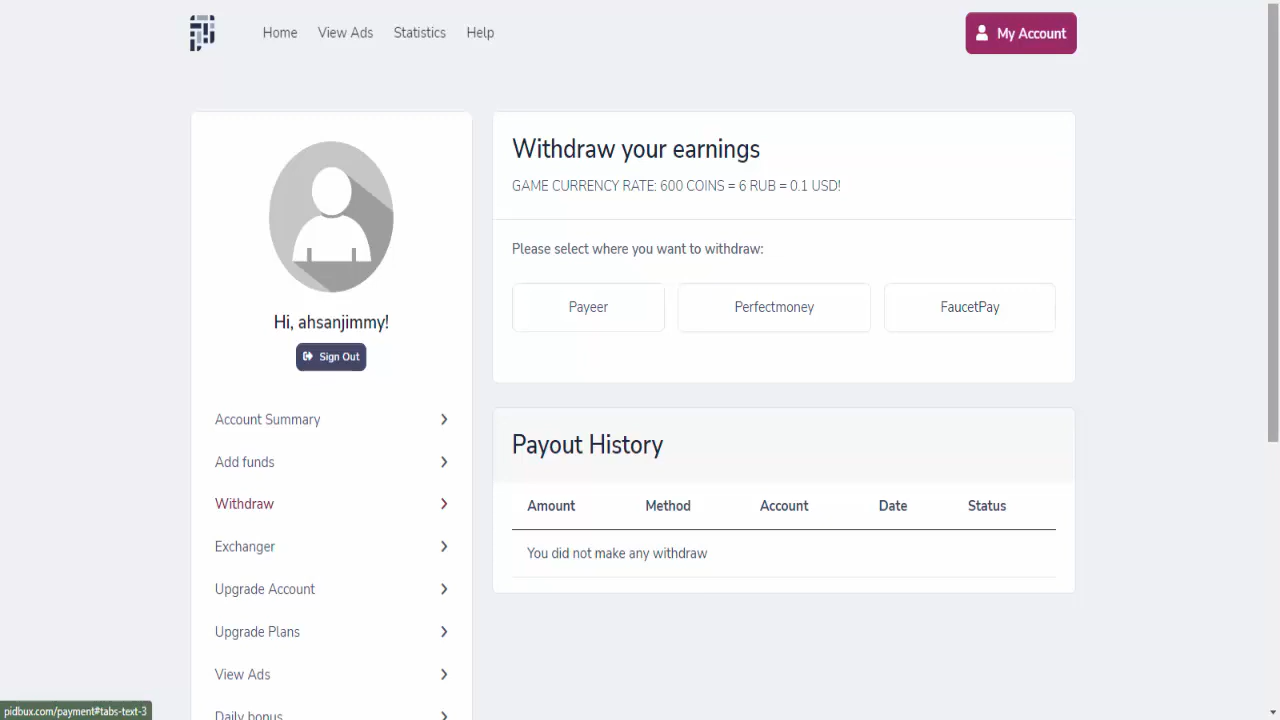 Home View Ads Statistics Help
My Account
Hi, ahsanjimmy!
Sign Out
Account Summary
Add funds
Withdraw
Exchanger
Upgrade Account
Upgrade Plans
View Ads
Daily bonus
Withdraw your earnings
GAME CURRENCY RATE: 600 COINS = 6 RUB = 0.1 USD!
Please select where you want to withdraw:
Payeer Perfectmoney FaucetPay
Payout History
Amount Method Account Date Status
You did not make any withdraw
pidbux.com/payment#tabs-text-3